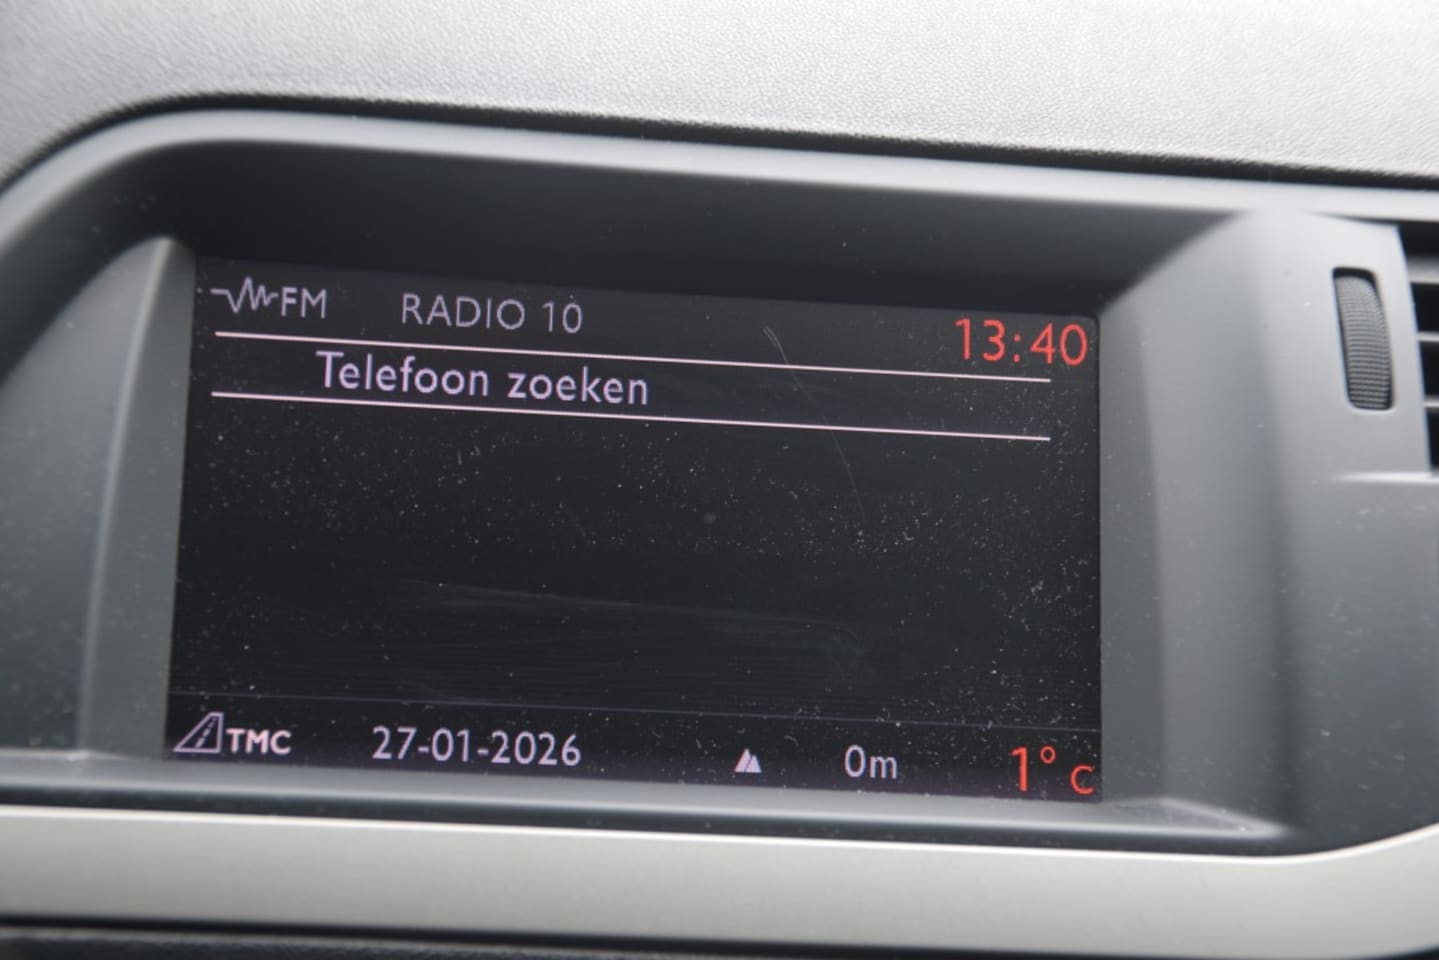 FM RADIO 10 13:40
Telefoon zoeken
TMC 27-01-2026 0m 1° C